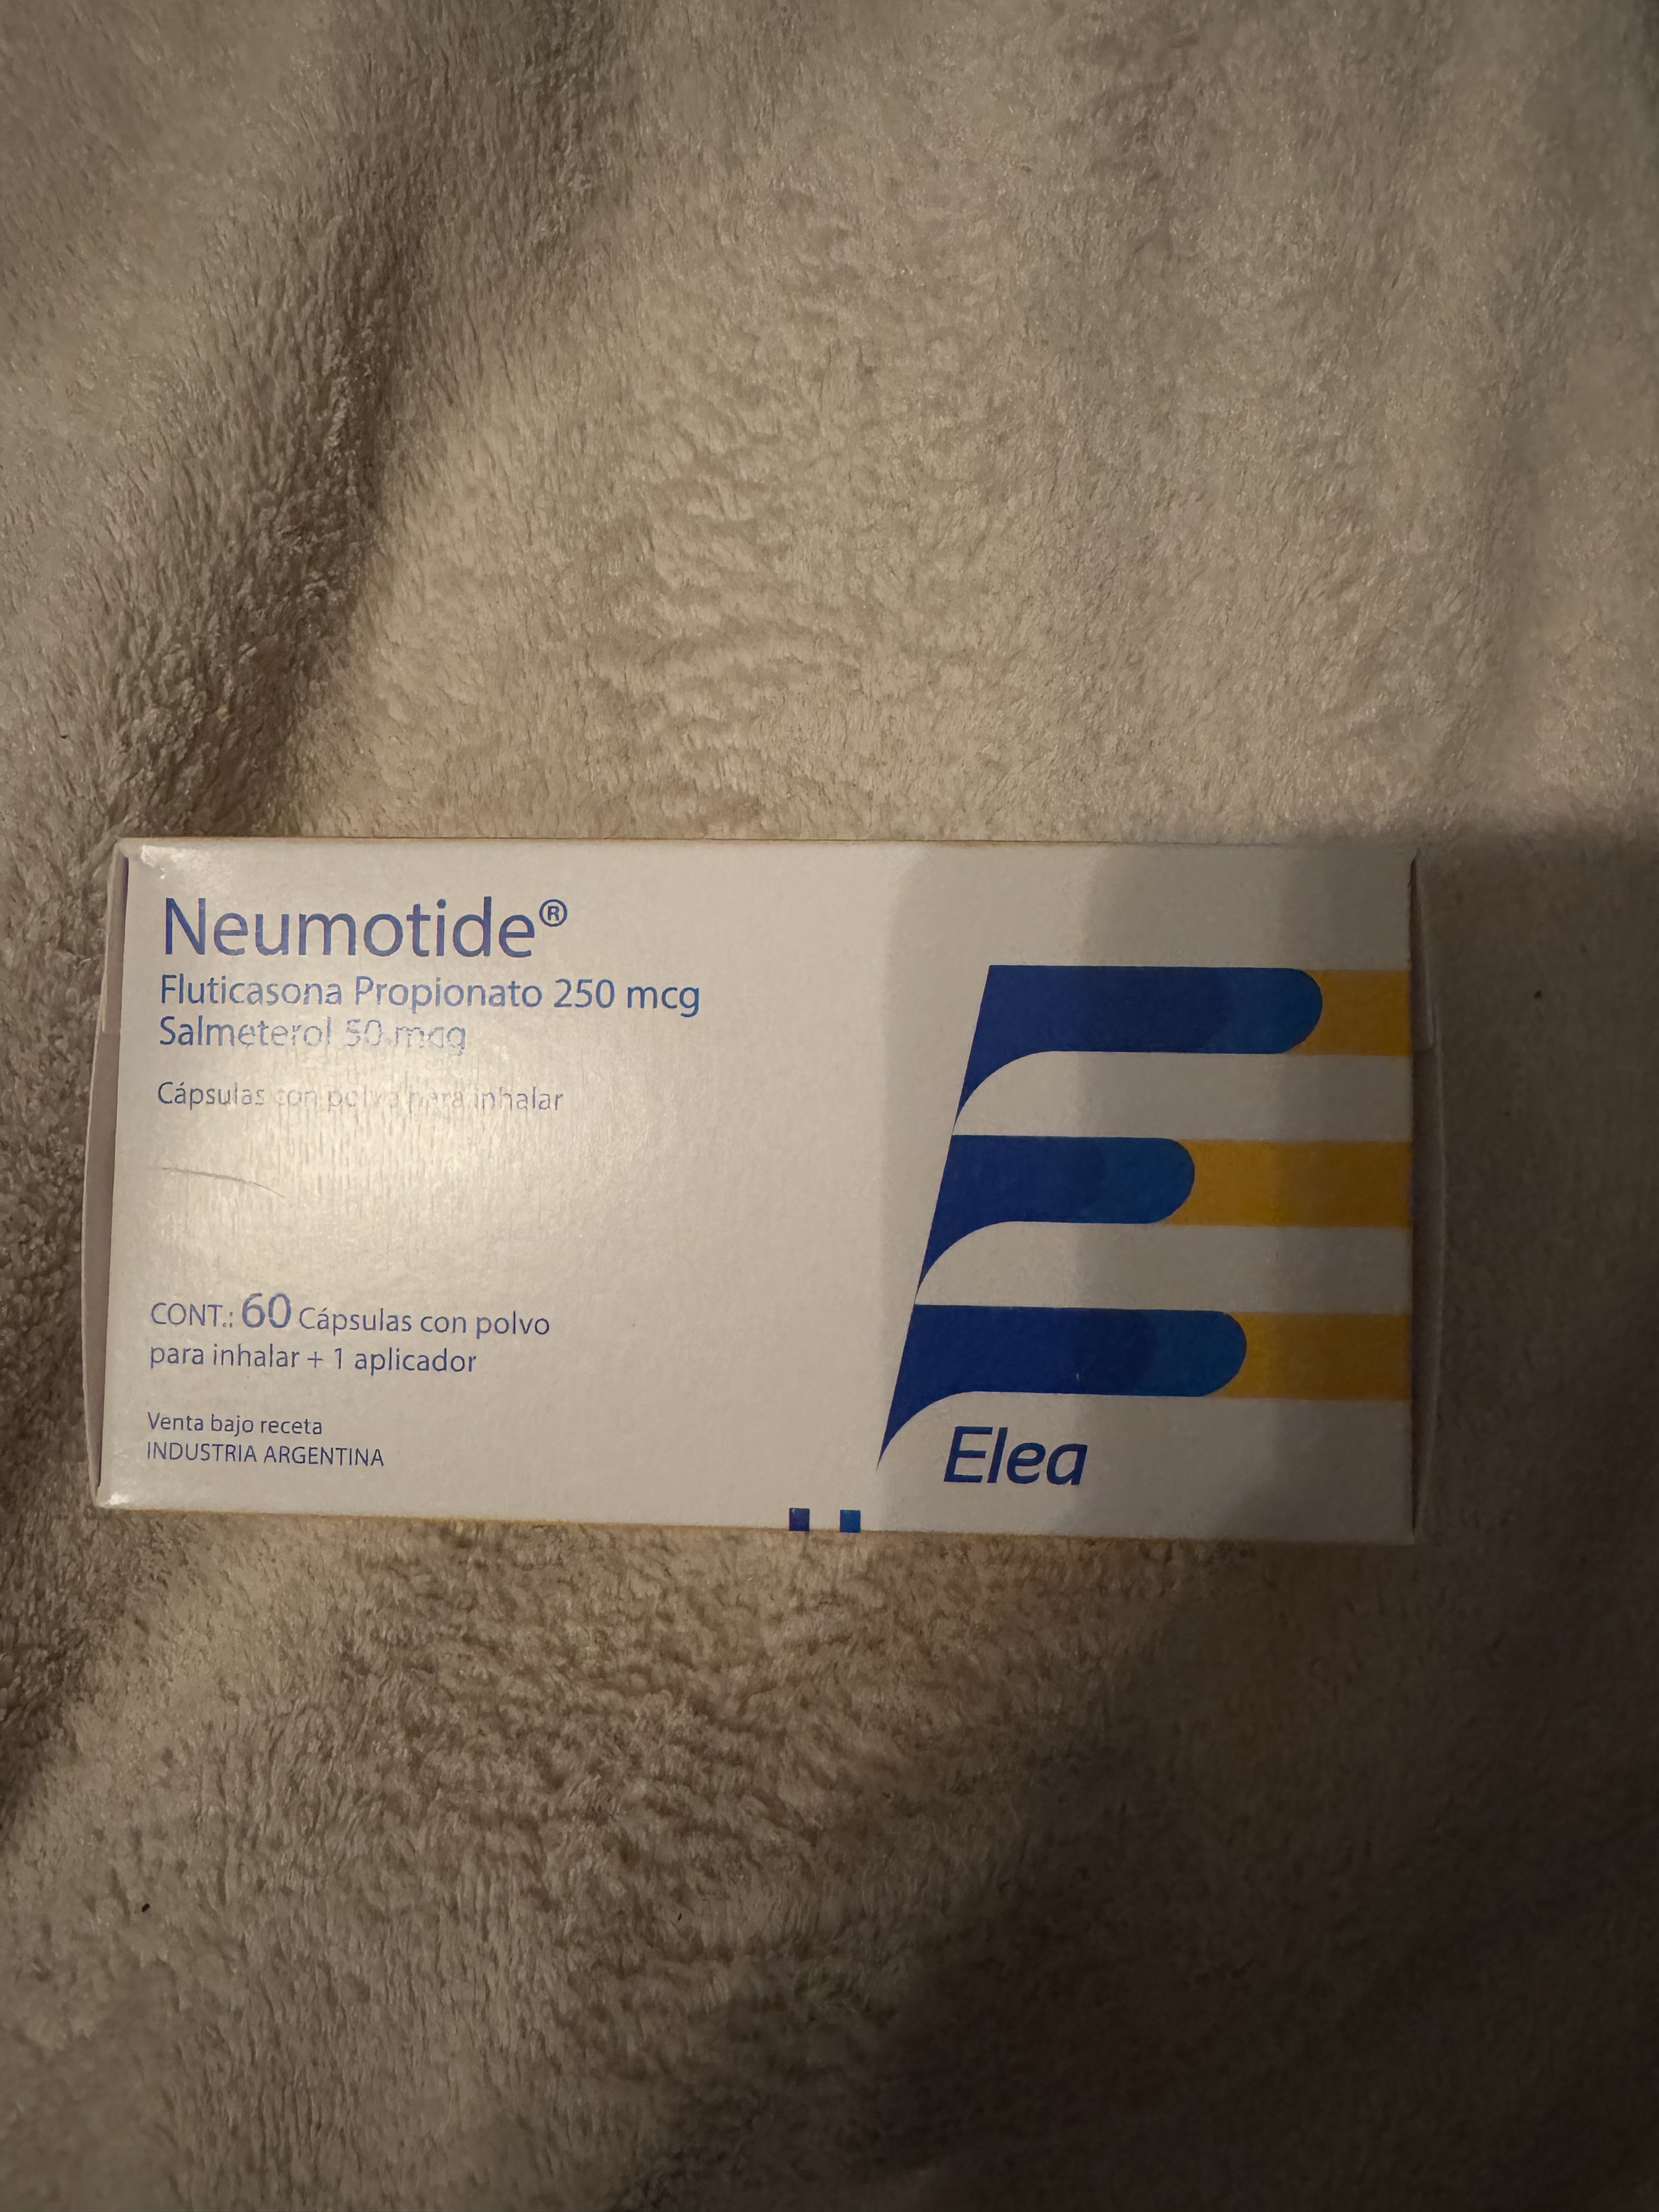 Neumotide®
Fluticasona Propionato 250 mcg
Salmeterol 50 mcg
Cápsulas con polvo para inhalar
CONT.: 60 Cápsulas con polvo
para inhalar + 1 aplicador
Venta bajo receta
INDUSTRIA ARGENTINA
Elea